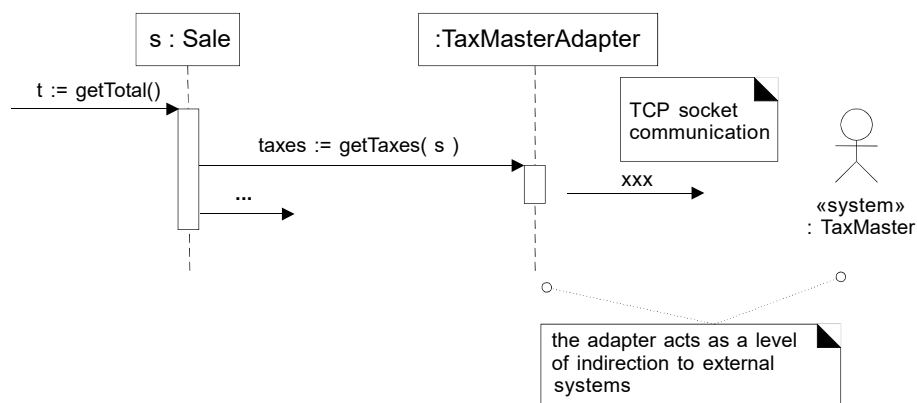 s : Sale
:TaxMasterAdapter
t := getTotal()
TCP socket
communication
taxes := getTaxes( s )
xxx
...
«system»
: TaxMaster
the adapter acts as a level
of indirection to external
systems